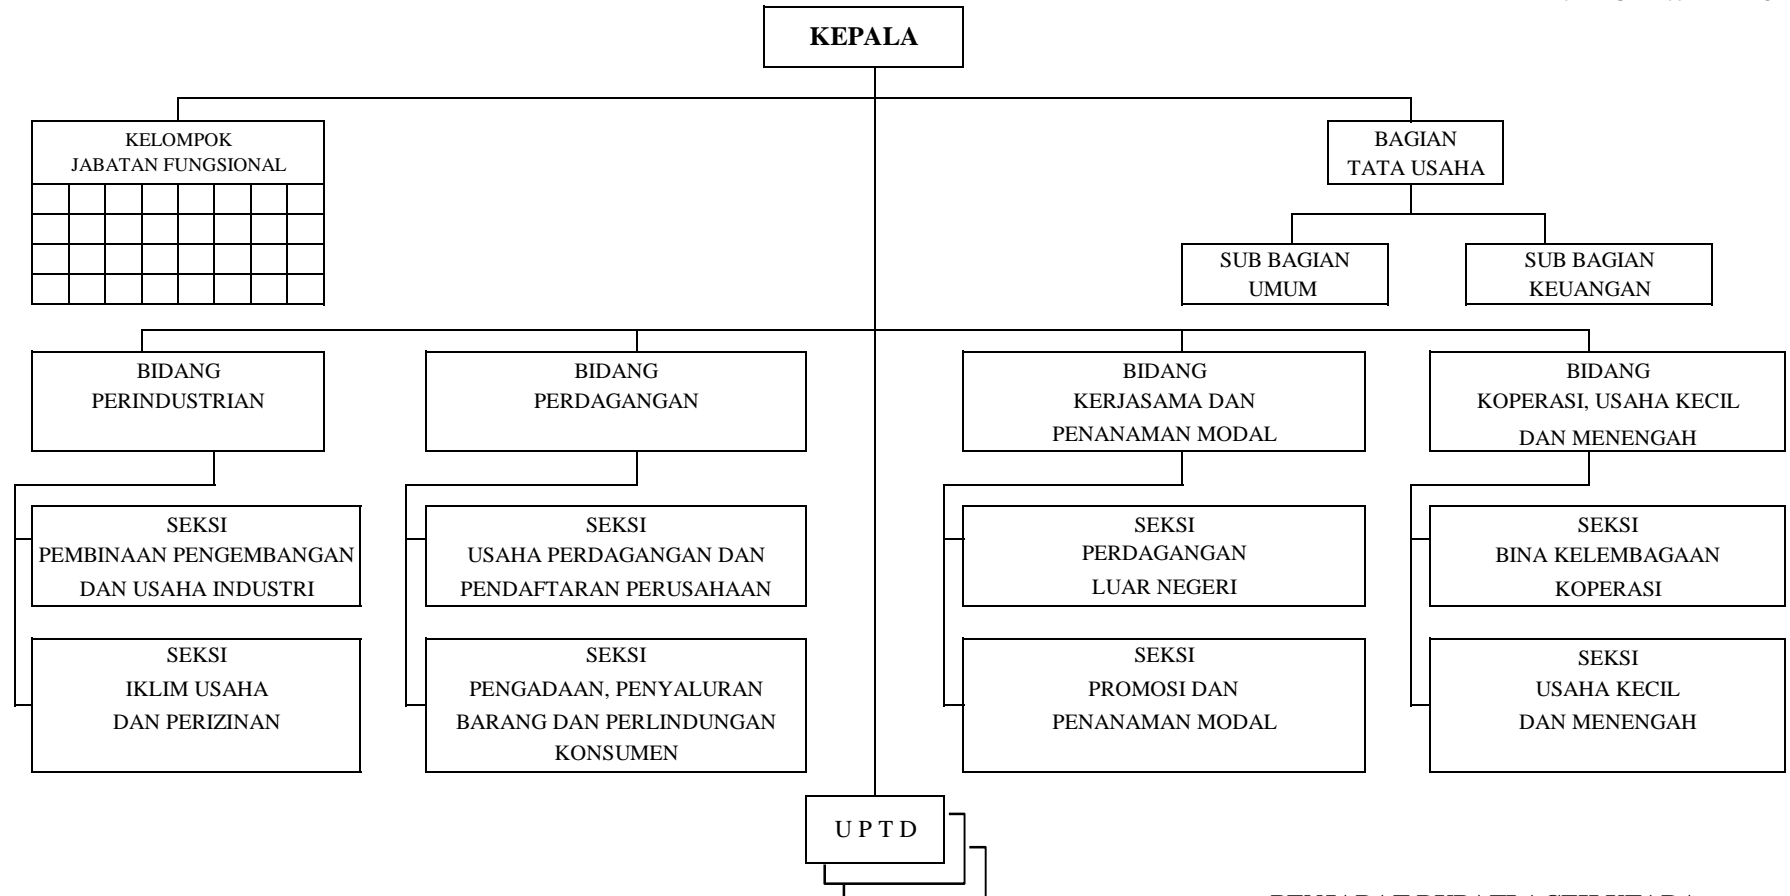 KEPALA
KELOMPOK
JABATAN FUNGSIONAL
BAGIAN
TATA USAHA
SUB BAGIAN
UMUM
SUB BAGIAN
KEUANGAN
BIDANG
PERINDUSTRIAN
BIDANG
PERDAGANGAN
BIDANG
KERJASAMA DAN
PENANAMAN MODAL
BIDANG
KOPERASI, USAHA KECIL
DAN MENENGAH
SEKSI
PEMBINAAN PENGEMBANGAN
DAN USAHA INDUSTRI
SEKSI
USAHA PERDAGANGAN DAN
PENDAFTARAN PERUSAHAAN
SEKSI
PERDAGANGAN
LUAR NEGERI
SEKSI
BINA KELEMBAGAAN
KOPERASI
SEKSI
IKLIM USAHA
DAN PERIZINAN
SEKSI
PENGADAAN, PENYALURAN
BARANG DAN PERLINDUNGAN
KONSUMEN
SEKSI
PROMOSI DAN
PENANAMAN MODAL
SEKSI
USAHA KECIL
DAN MENENGAH
U P T D